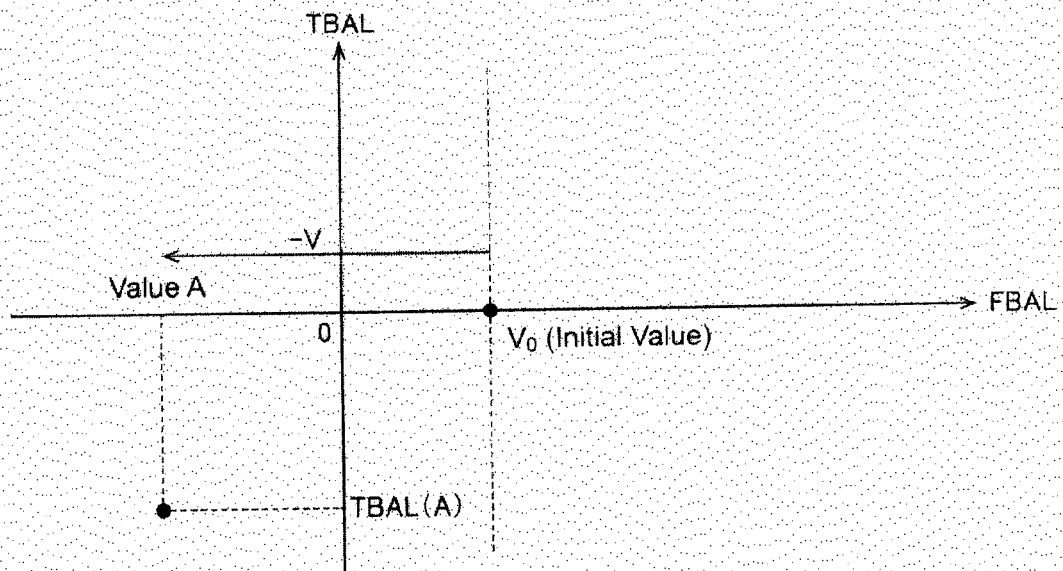 TBAL
-V
Value A
FBAL
0
V₀ (Initial Value)
TBAL(A)